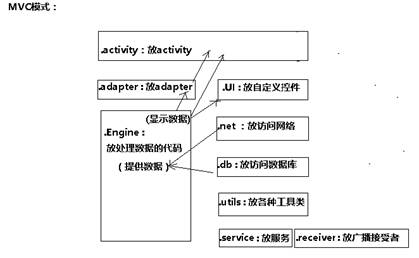 MVC模式：
.activity：放activity
.adapter：放adapter
.UI：放自定义控件
(显示数据)
.Engine：
放处理数据的代码
（提供数据）
.net ：放访问网络
.db：放访问数据库
.utils：放各种工具类
.service：放服务
.receiver：放广播接受者